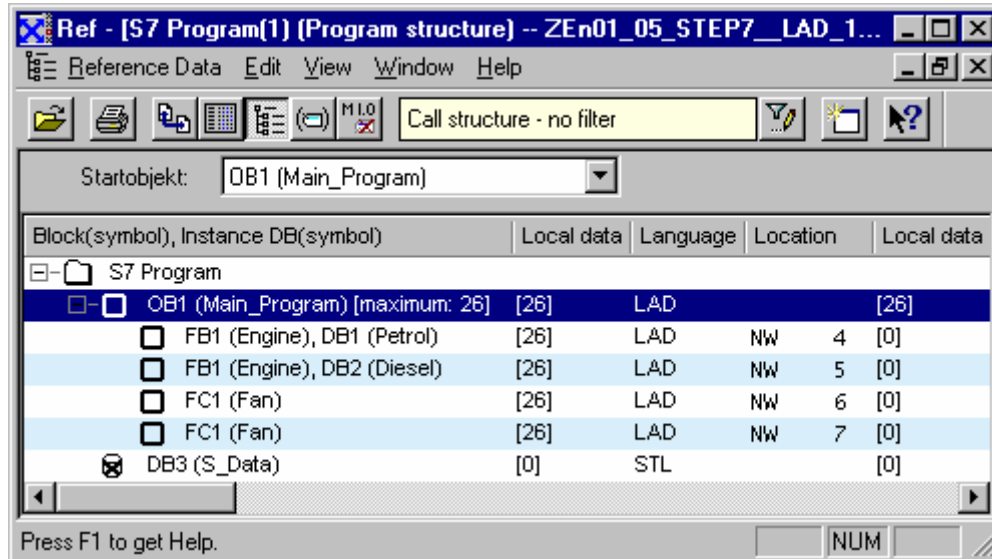 Ref - [S7 Program(1) (Program structure) -- ZEn01_05_STEP7__LAD_1...
Reference Data Edit View Window Help
M I,O Call structure - no filter
Startobjekt: OB1 (Main_Program)
Block(symbol), Instance DB(symbol) Local data Language Location Local data
S7 Program
OB1 (Main_Program) [maximum: 26] [26] LAD [26]
FB1 (Engine), DB1 (Petrol) [26] LAD NW 4 [0]
FB1 (Engine), DB2 (Diesel) [26] LAD NW 5 [0]
FC1 (Fan) [26] LAD NW 6 [0]
FC1 (Fan) [26] LAD NW 7 [0]
DB3 (S_Data) [0] STL [0]
Press F1 to get Help. NUM